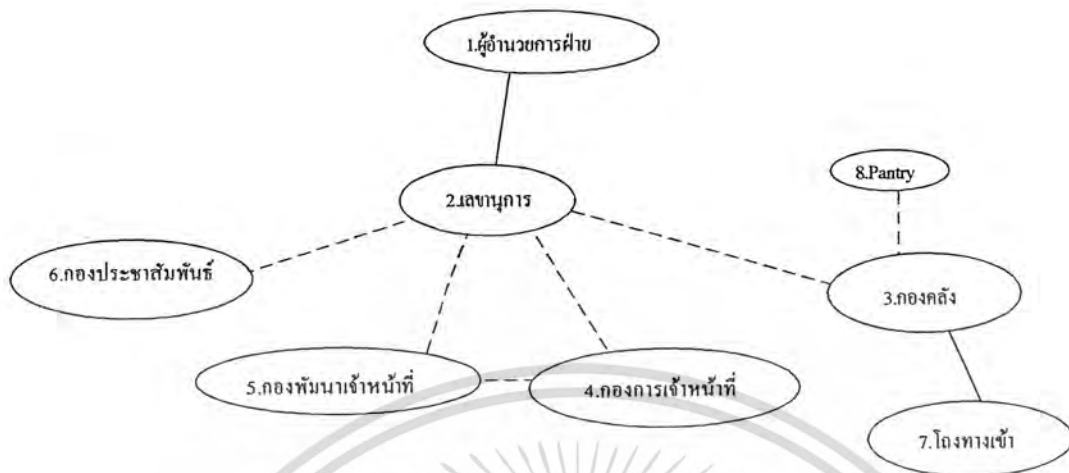 1.ผู้อำนวยการฝ่าย
8.Pantry
2.เลขานุการ
6.กองประชาสัมพันธ์
3.กองคลัง
5.กองพัมนาเจ้าหน้าที่
4.กองการเจ้าหน้าที่
7.โถงทางเข้า